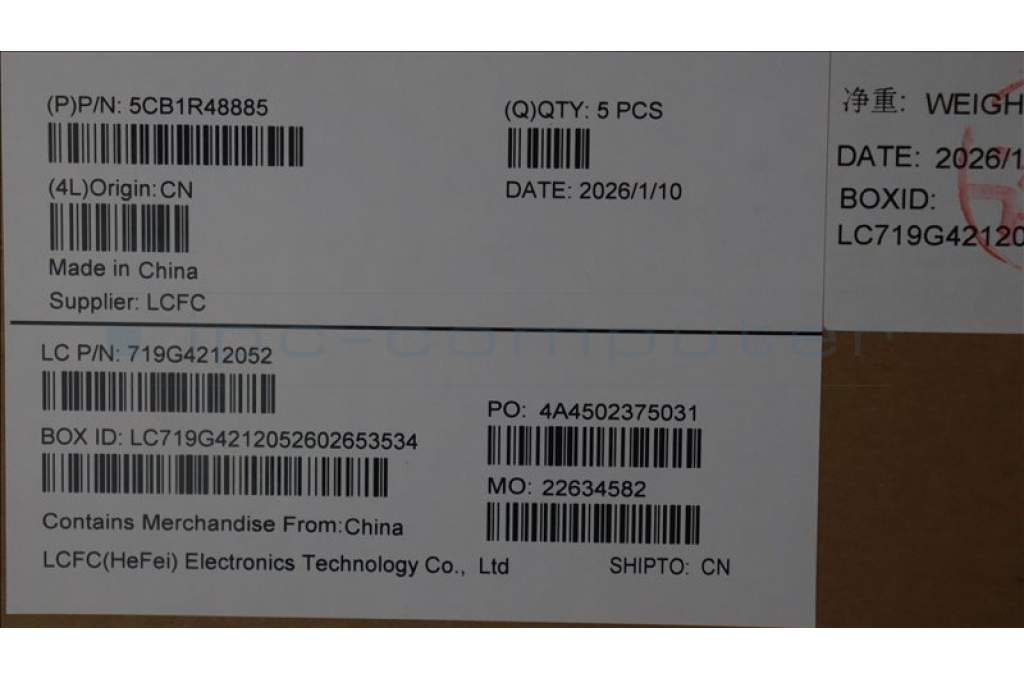 (P)P/N: 5CB1R48885
(Q)QTY: 5 PCS
(4L)Origin: CN
DATE: 2026/1/10
Made in China
Supplier: LCFC
LC P/N: 719G4212052
PO: 4A4502375031
BOX ID: LC719G4212052602653534
MO: 22634582
Contains Merchandise From:China
LCFC(HeFei) Electronics Technology Co., Ltd
SHIPTO: CN
净重: WEIGH
DATE: 2026/1
BOXID:
LC719G42120
ipc-computer